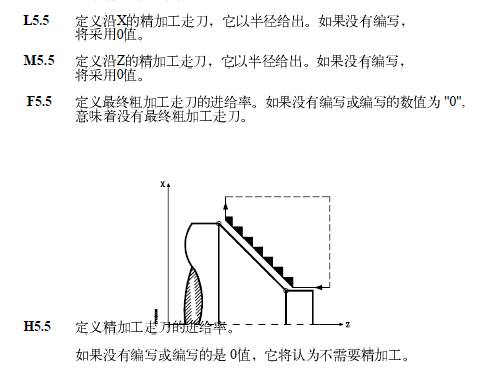 L5.5 定义沿X的精加工走刀，它以半径给出。如果没有编写，
将采用0值。
M5.5 定义沿Z的精加工走刀，它以半径给出。如果没有编写，
将采用0值。
F5.5 定义最终粗加工走刀的进给率。如果没有编写或编写的数值为 "0",
意味着没有最终粗加工走刀。
X
Z
H5.5 定义精加工走刀的进给率。
如果没有编写或编写的是 0值，它将认为不需要精加工。